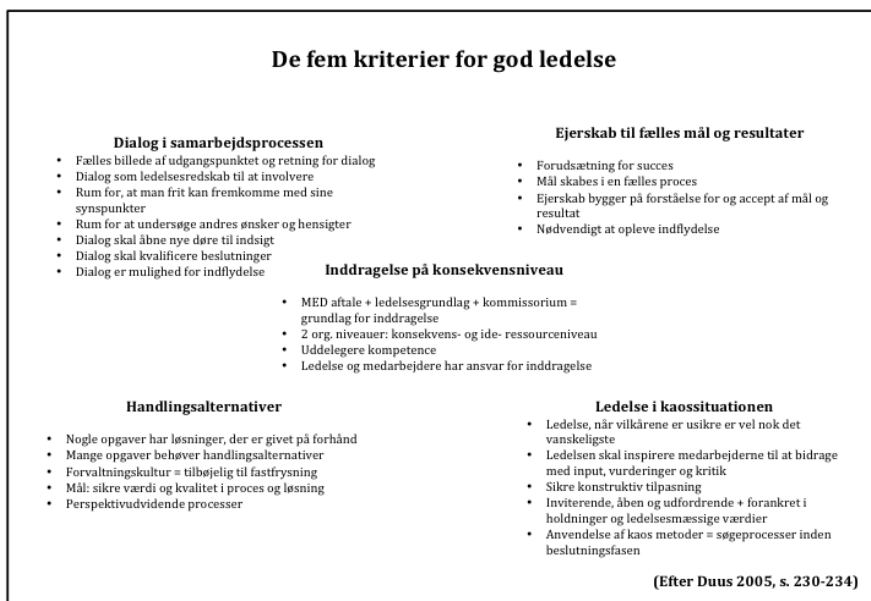 De fem kriterier for god ledelse
Dialog i samarbejdsprocessen
• Fælles billede af udgangspunktet og retning for dialog
• Dialog som ledelsesredskab til at involvere
• Rum for, at man frit kan fremkomme med sine
synspunkter
• Rum for at undersøge andres ønsker og hensigter
• Dialog skal åbne nye døre til indsigt
• Dialog skal kvalificere beslutninger
• Dialog er mulighed for indflydelse
Ejerskab til fælles mål og resultater
• Forudsætning for succes
• Mål skabes i en fælles proces
• Ejerskab bygger på forståelse for og accept af mål og
resultat
• Nødvendigt at opleve indflydelse
Inddragelse på konsekvensniveau
• MED aftale + ledelsesgrundlag + kommissorium =
grundlag for inddragelse
• 2 org. niveauer: konsekvens- og ide- ressourceniveau
• Uddelegere kompetence
• Ledelse og medarbejdere har ansvar for inddragelse
Handlingsalternativer
• Nogle opgaver har løsninger, der er givet på forhånd
• Mange opgaver behøver handlingsalternativer
• Forvaltningskultur = tilbøjelig til fastfrysning
• Mål: sikre værdi og kvalitet i proces og løsning
• Perspektivudvidende processer
Ledelse i kaossituationen
• Ledelse, når vilkårene er usikre er vel nok det
vanskeligste
• Ledelsen skal inspirere medarbejderne til at bidrage
med input, vurderinger og kritik
• Sikre konstruktiv tilpasning
• Inviterende, åben og udfordrende + forankret i
holdninger og ledelsesmæssige værdier
• Anvendelse af kaos metoder = søgeprocesser inden
beslutningsfasen
(Efter Duus 2005, s. 230-234)